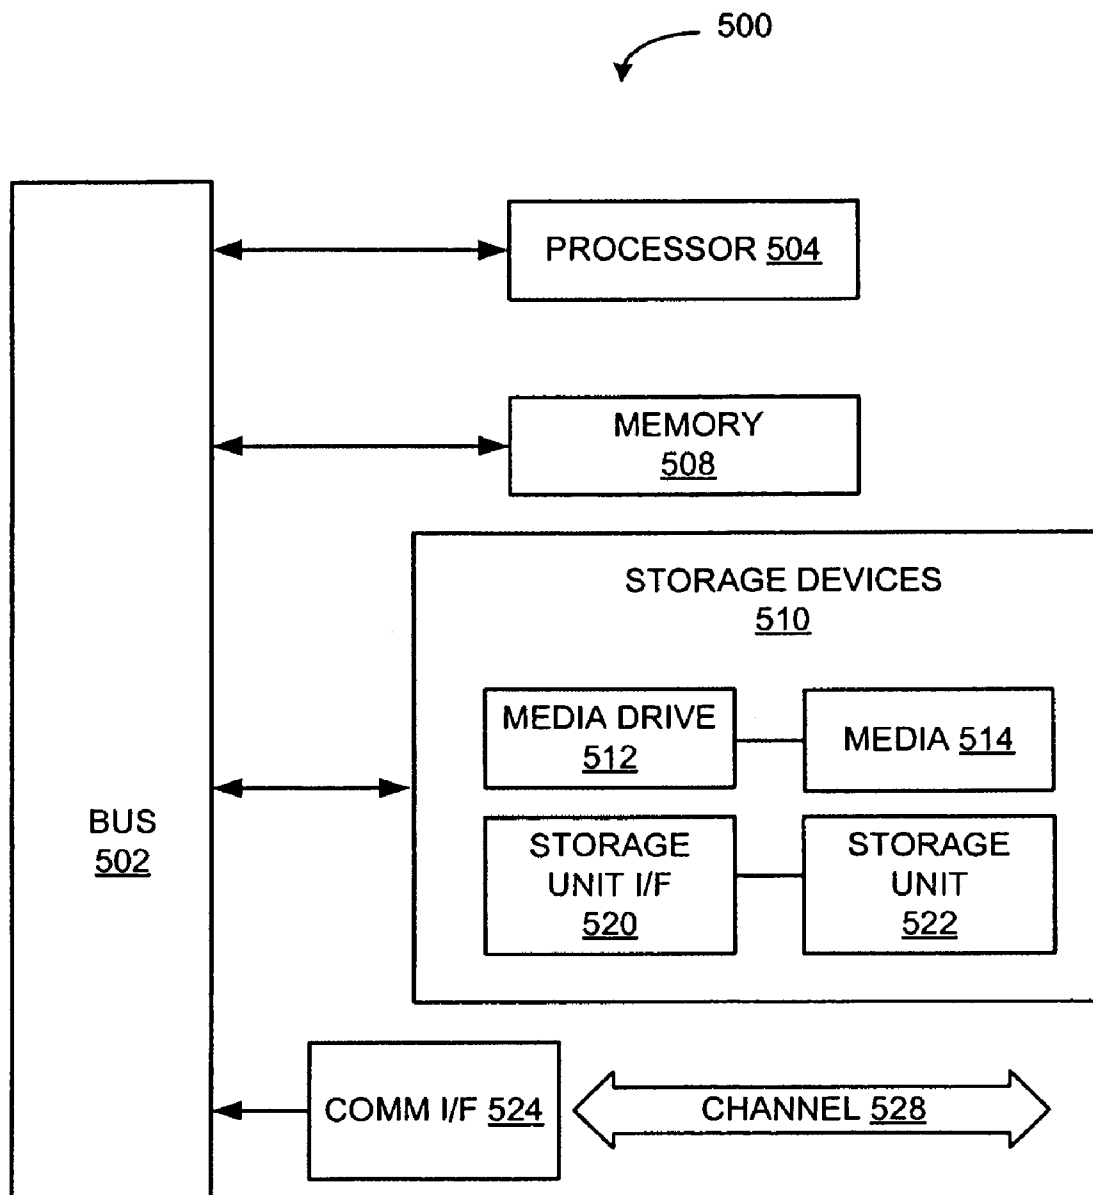 500
PROCESSOR 504
MEMORY
508
STORAGE DEVICES
510
MEDIA DRIVE
512
MEDIA 514
BUS
502
STORAGE
UNIT I/F
520
STORAGE
UNIT
522
COMM I/F 524
CHANNEL 528